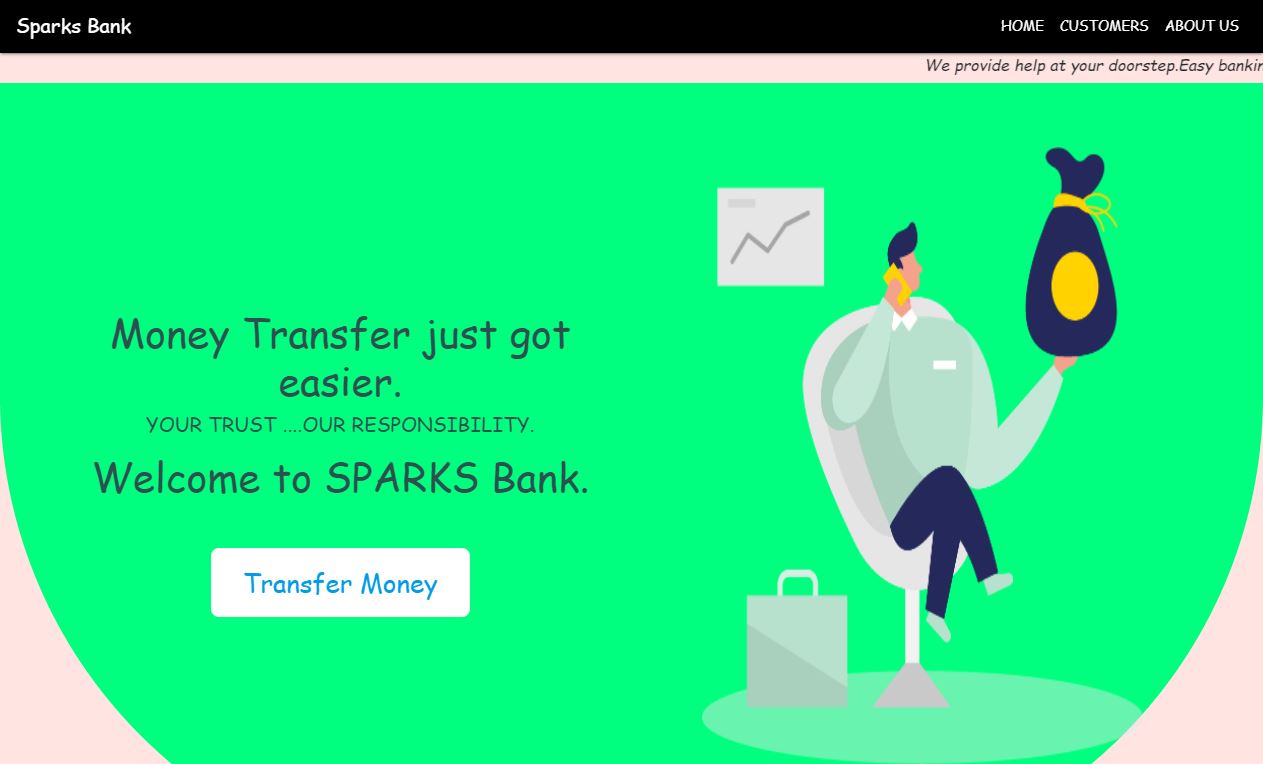 Sparks Bank
HOME CUSTOMERS ABOUT US
We provide help at your doorstep.Easy
Money Transfer just got
easier.
YOUR TRUST ....OUR RESPONSIBILITY.
Welcome to SPARKS Bank.
Transfer Money